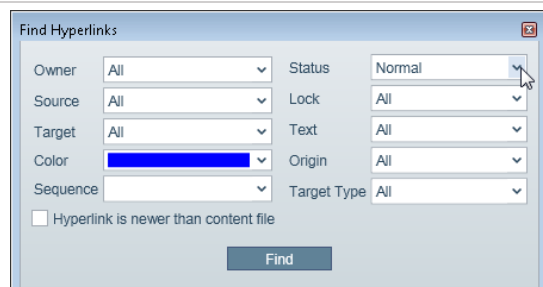 Find Hyperlinks
Owner All Status Normal
Source All Lock All
Target All Text All
Color Origin All
Sequence Target Type All
Hyperlink is newer than content file
Find